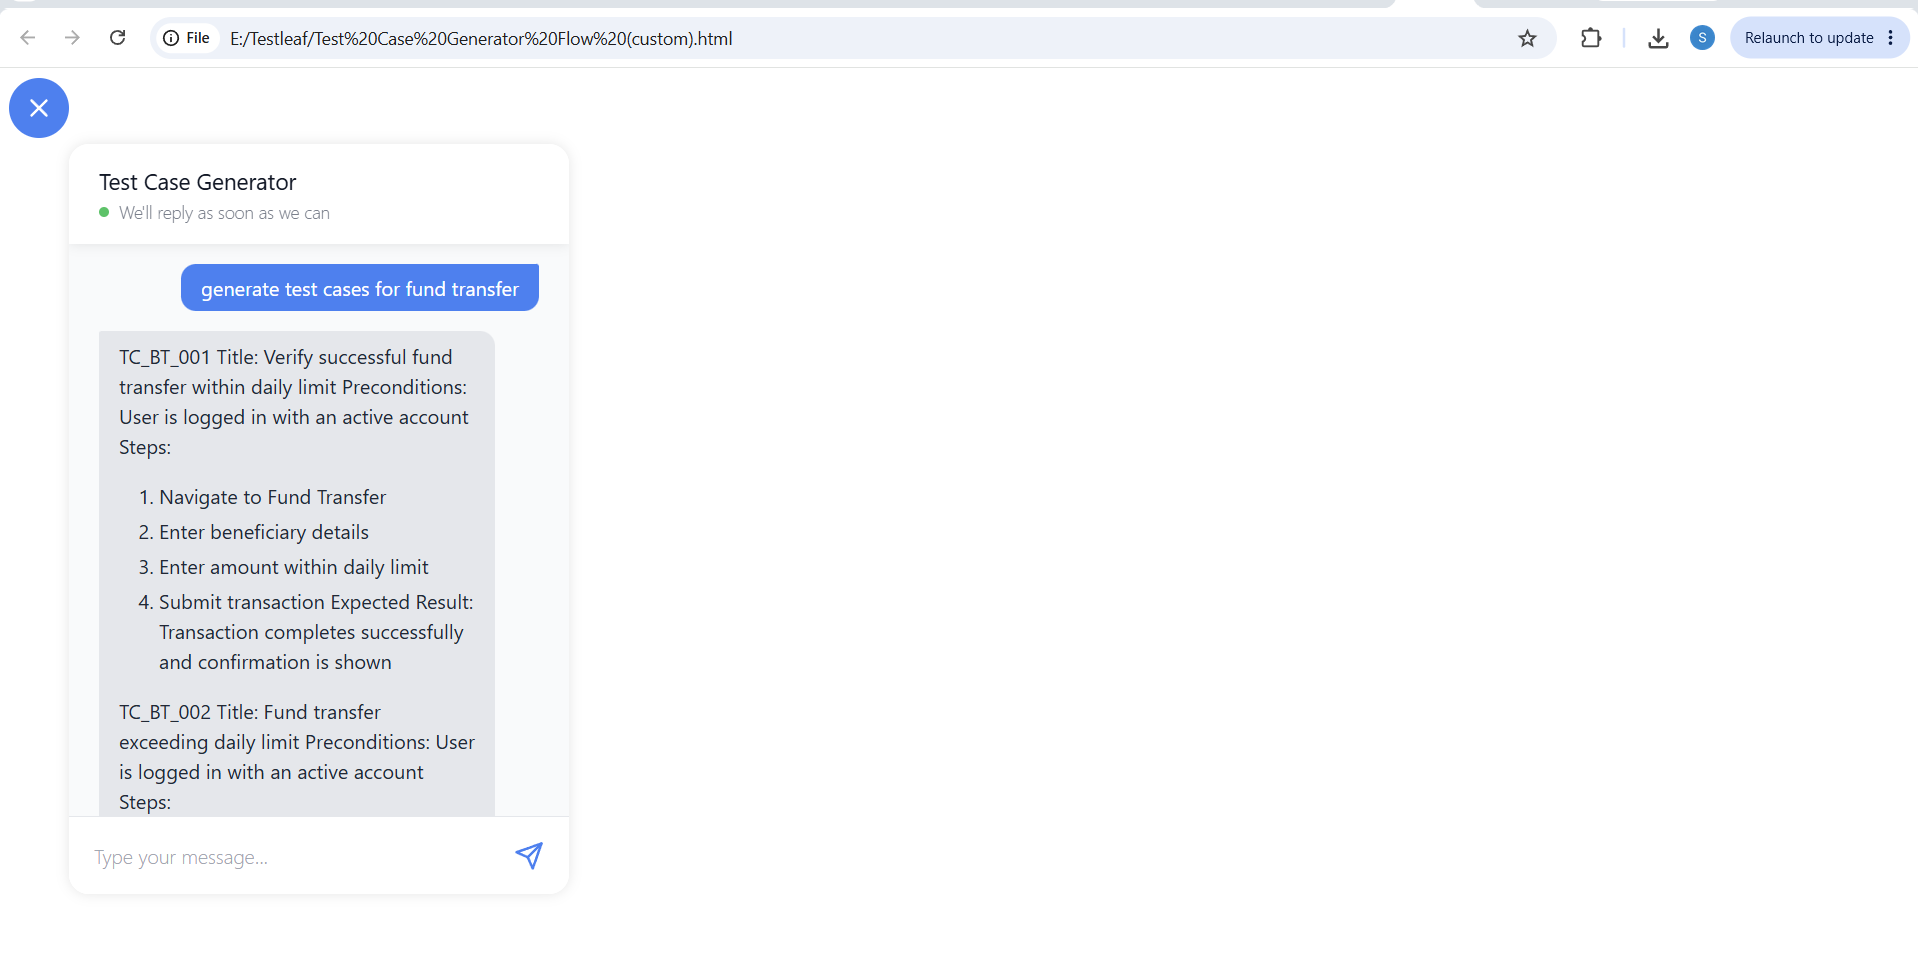 File E:/Testleaf/Test%20Case%20Generator%20Flow%20(custom).html S Relaunch to update
Test Case Generator
We'll reply as soon as we can
generate test cases for fund transfer
TC_BT_001 Title: Verify successful fund
transfer within daily limit Preconditions:
User is logged in with an active account
Steps:
1. Navigate to Fund Transfer
2. Enter beneficiary details
3. Enter amount within daily limit
4. Submit transaction Expected Result:
Transaction completes successfully
and confirmation is shown
TC_BT_002 Title: Fund transfer
exceeding daily limit Preconditions: User
is logged in with an active account
Steps:
Type your message...